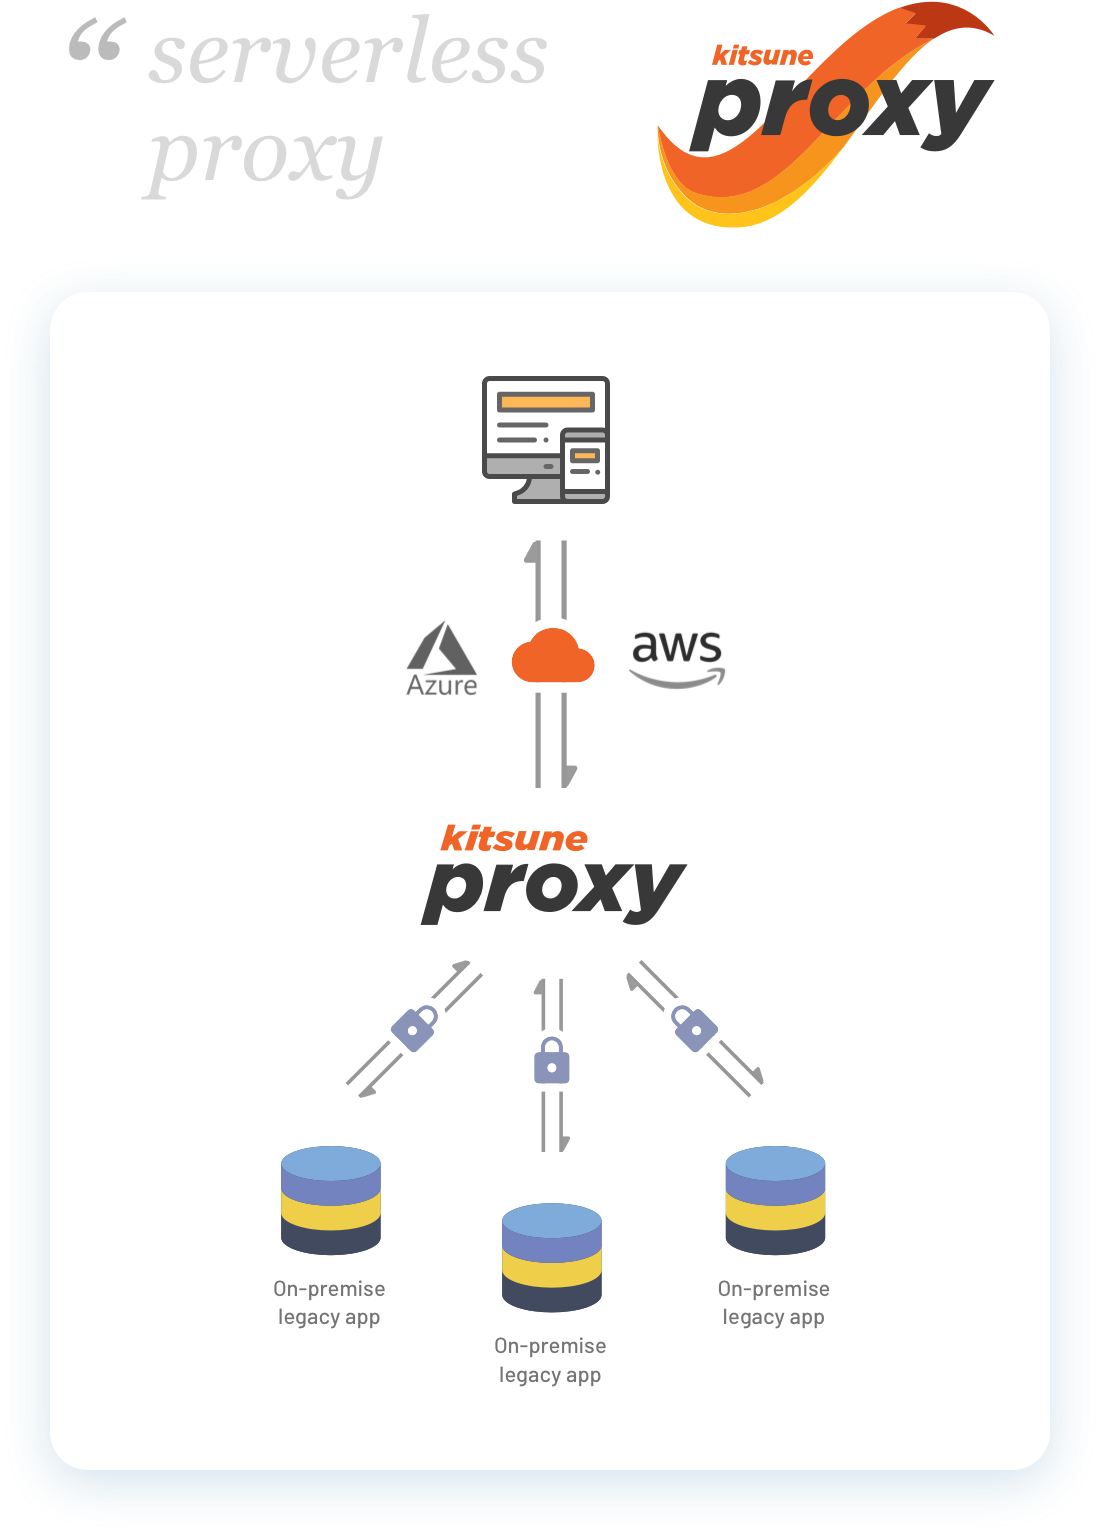 “ serverless
proxy
kitsune
proxy
Azure
aws
kitsune
proxy
On-premise
legacy app
On-premise
legacy app
On-premise
legacy app